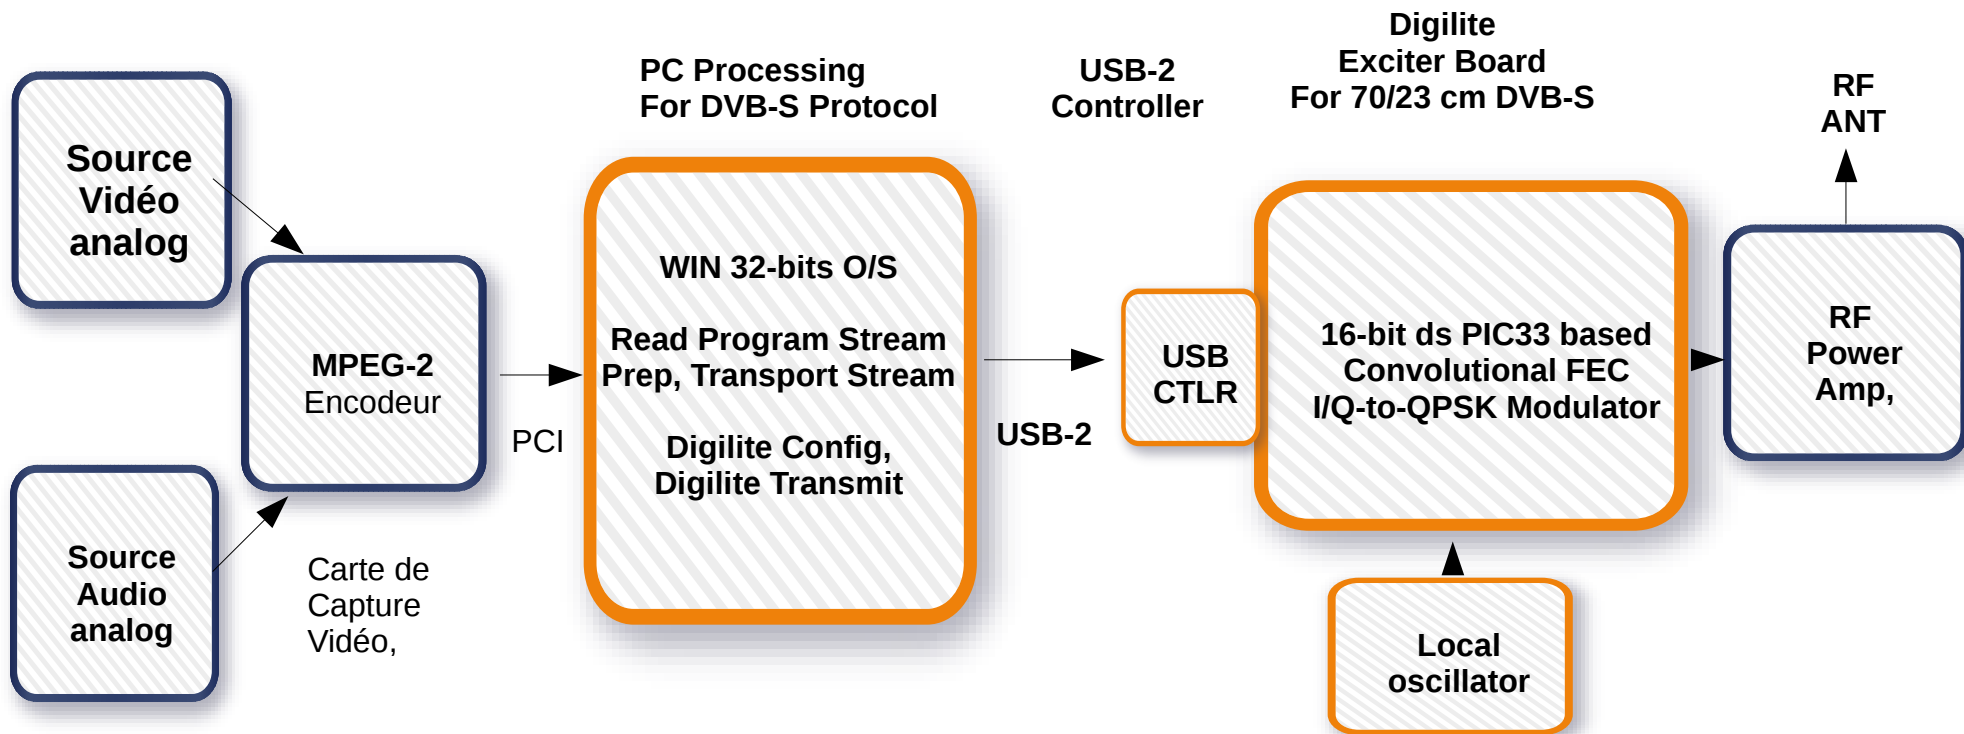 Source
Vidéo
analog
Source
Audio
analog
MPEG-2
Encodeur
Carte de
Capture
Vidéo,
PCI
PC Processing
For DVB-S Protocol
WIN 32-bits O/S
Read Program Stream
Prep, Transport Stream
Digilite Config,
Digilite Transmit
USB-2
USB-2
Controller
USB
CTLR
Digilite
Exciter Board
For 70/23 cm DVB-S
16-bit ds PIC33 based
Convolutional FEC
I/Q-to-QPSK Modulator
Local
oscillator
RF
ANT
RF
Power
Amp,